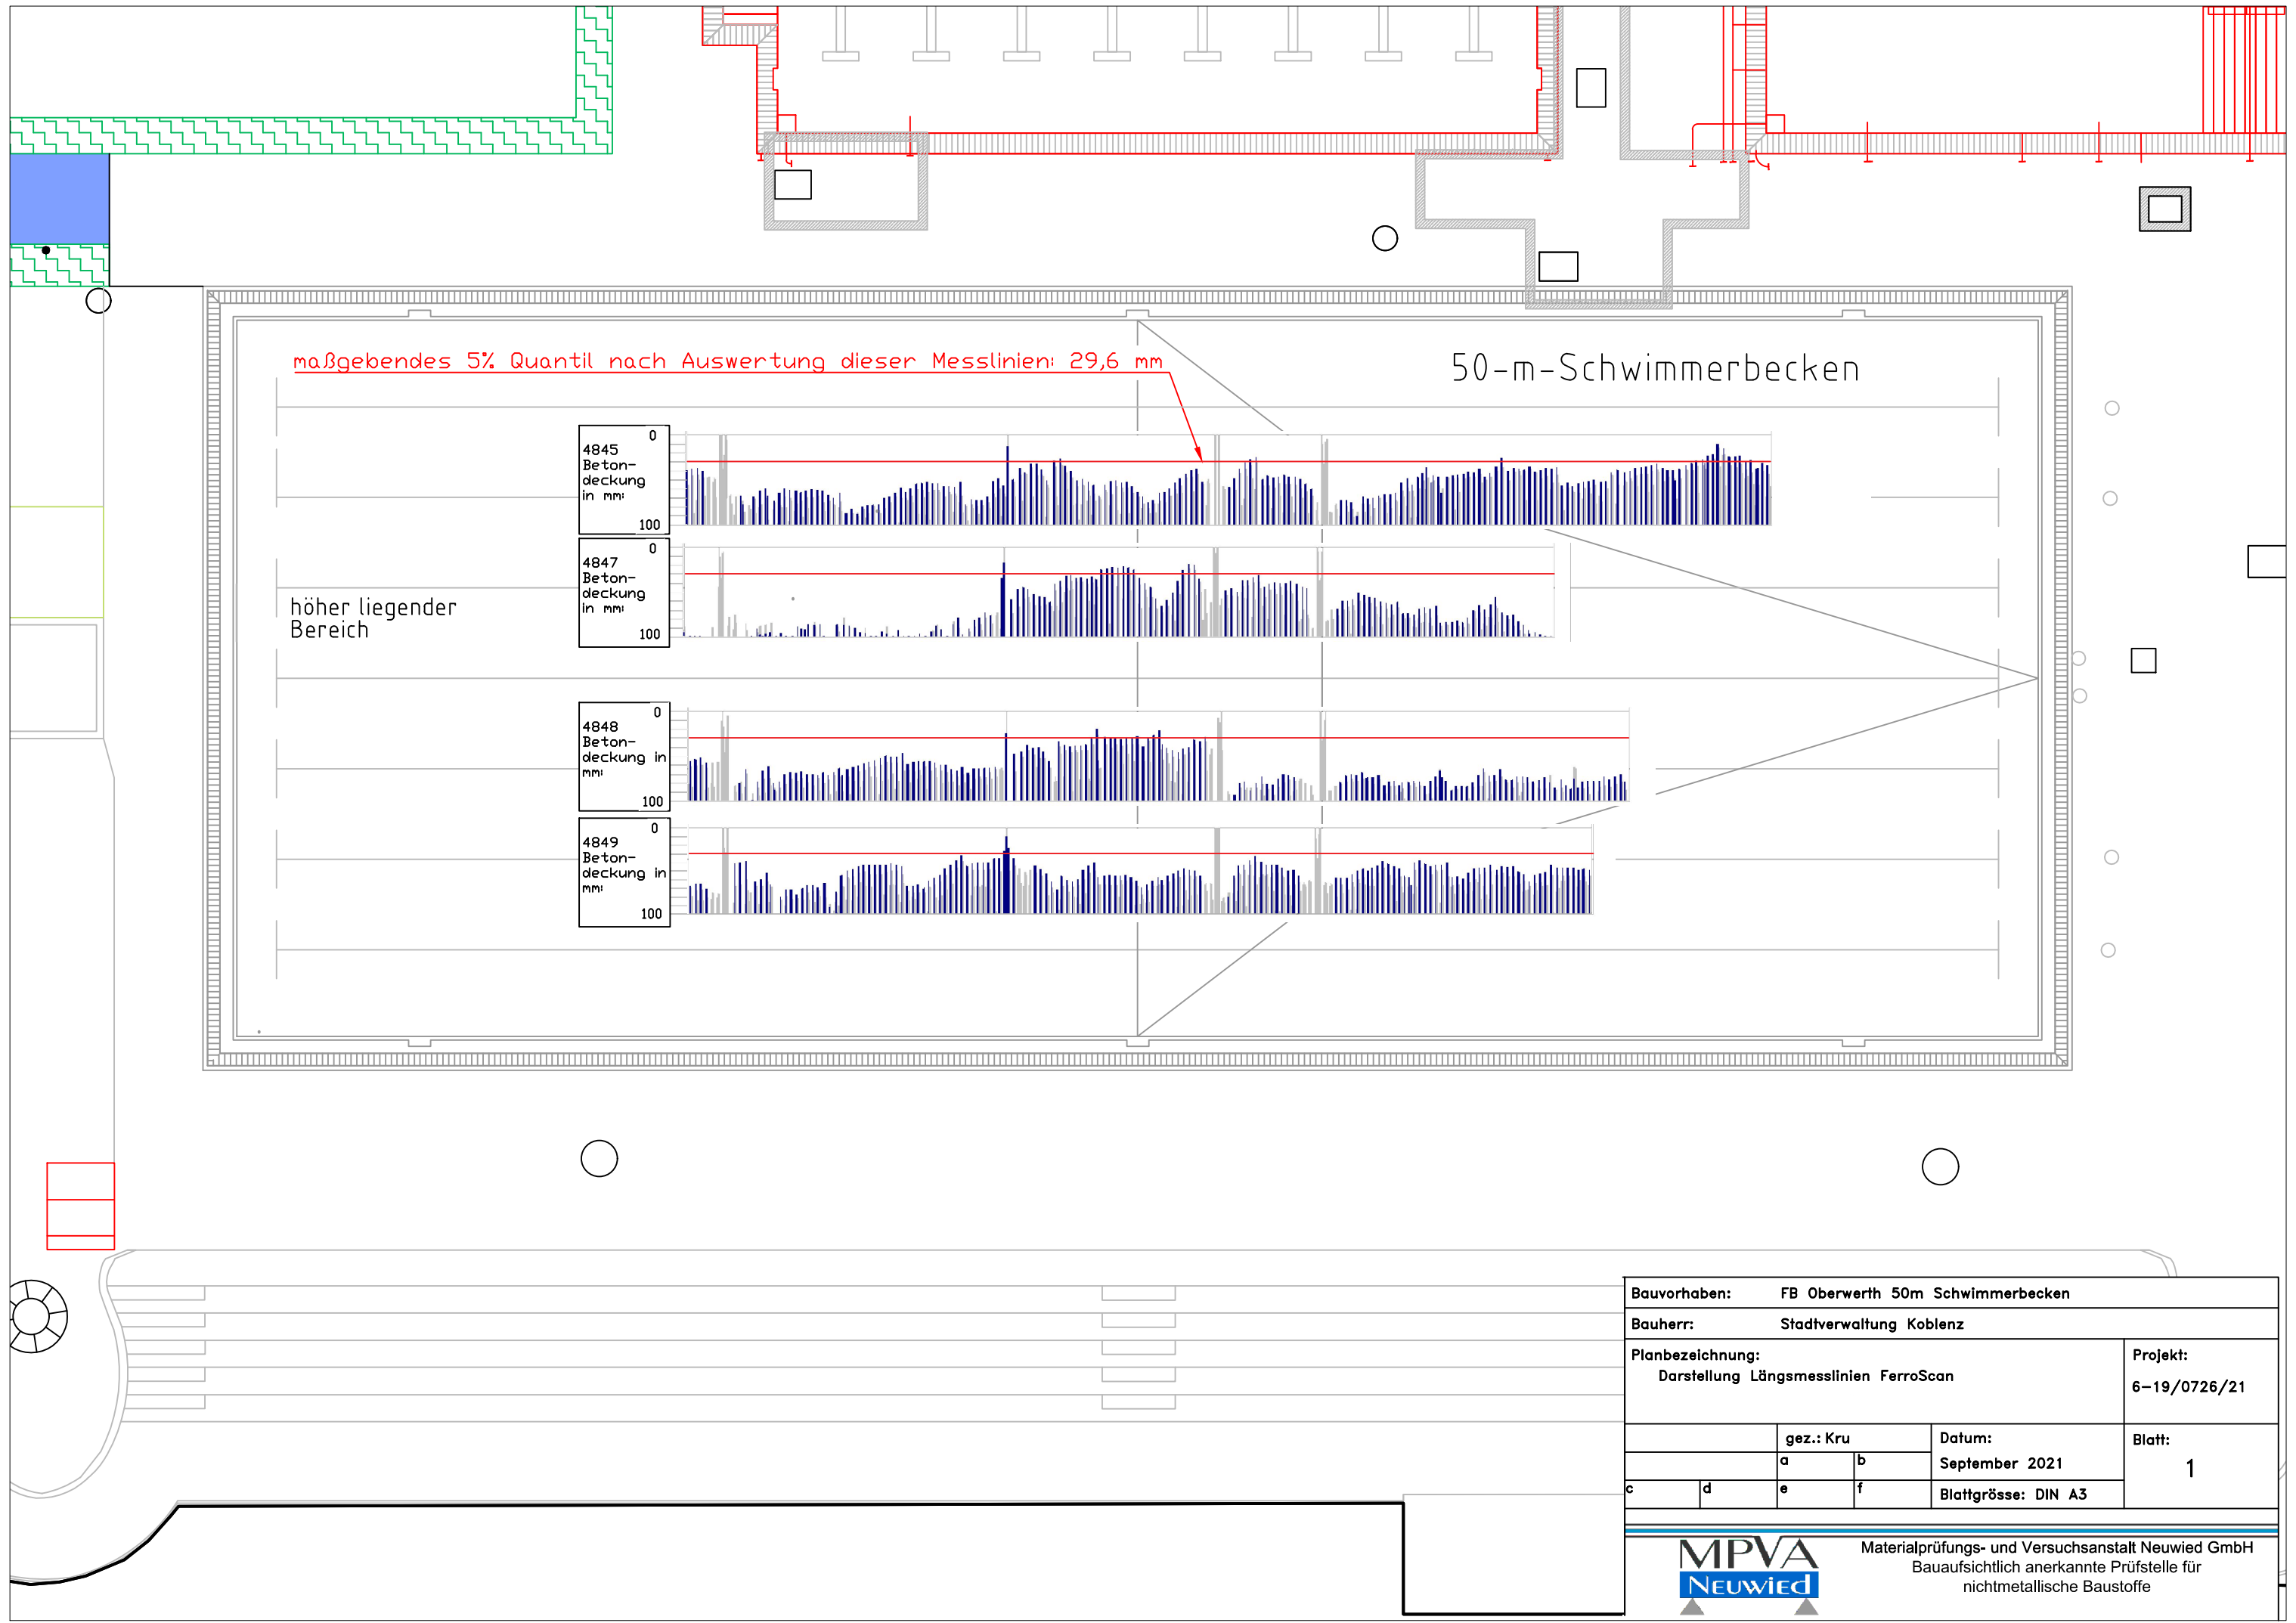 maßgebendes 5% Quantil nach Auswertung dieser Messlinien: 29,6 mm
50-m-Schwimmerbecken
0
4845
Beton-
deckung
in mm:
100
0
4847
Beton-
deckung
in mm:
100
höher liegender
Bereich
0
4848
Beton-
deckung in
mm:
100
0
4849
Beton-
deckung in
mm:
100
Bauvorhaben: FB Oberwerth 50m Schwimmerbecken
Bauherr: Stadtverwaltung Koblenz
Planbezeichnung:
Darstellung Längsmesslinien FerroScan
Projekt:
6-19/0726/21
gez.: Kru
a b
c d e f
Datum:
September 2021
Blattgrösse: DIN A3
Blatt:
1
MPVA
NEUWIED
Materialprüfungs- und Versuchsanstalt Neuwied GmbH
Bauaufsichtlich anerkannte Prüfstelle für
nichtmetallische Baustoffe